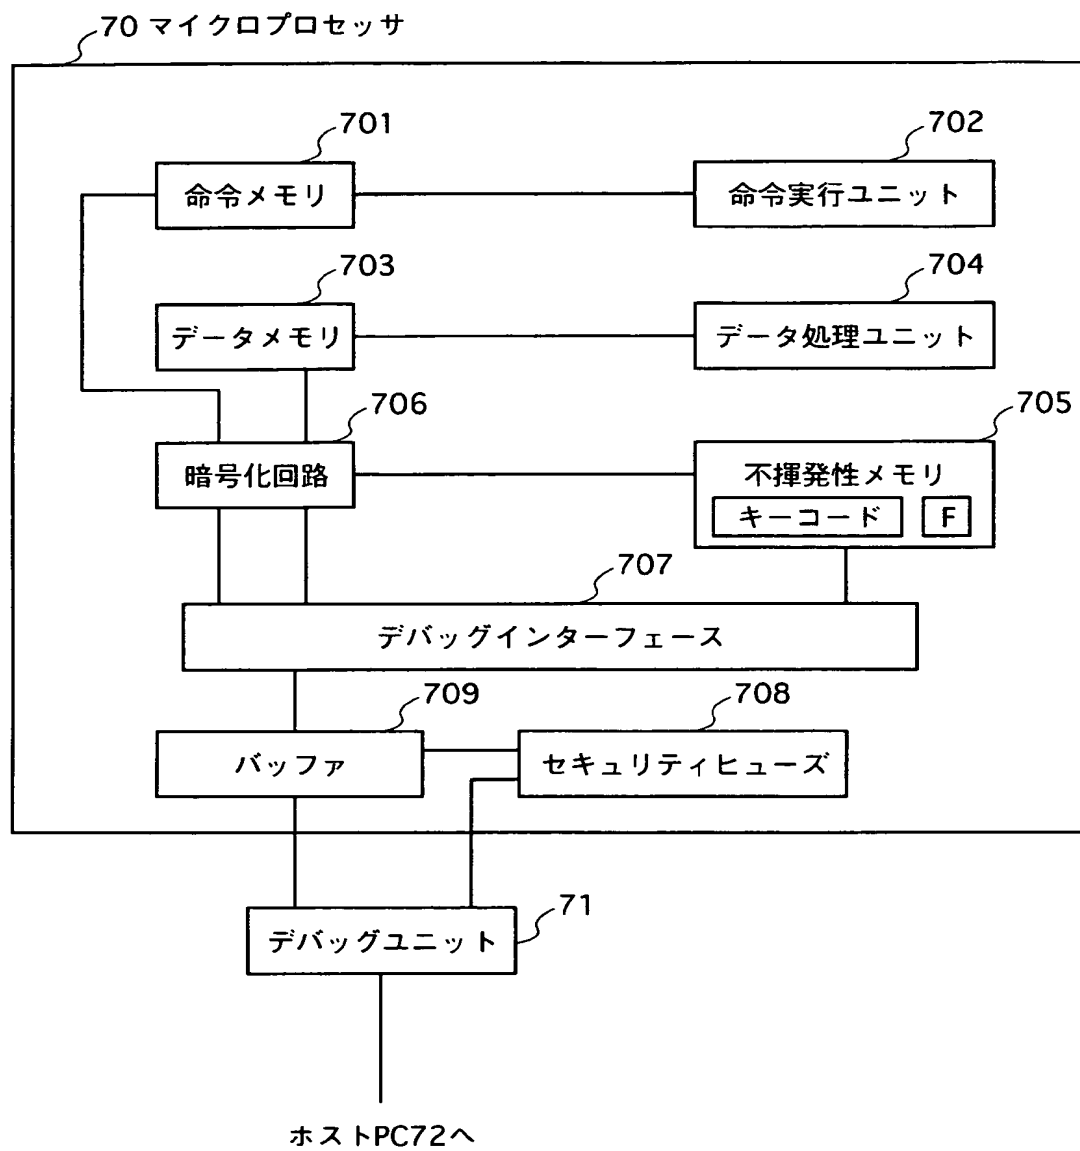 70 マイクロプロセッサ
701
702
命令メモリ
命令実行ユニット
703
704
データメモリ
データ処理ユニット
706
705
暗号化回路
不揮発性メモリ
キーコード
F
707
デバッグインターフェース
709
708
バッファ
セキュリティヒューズ
71
デバッグユニット
ホストPC72へ